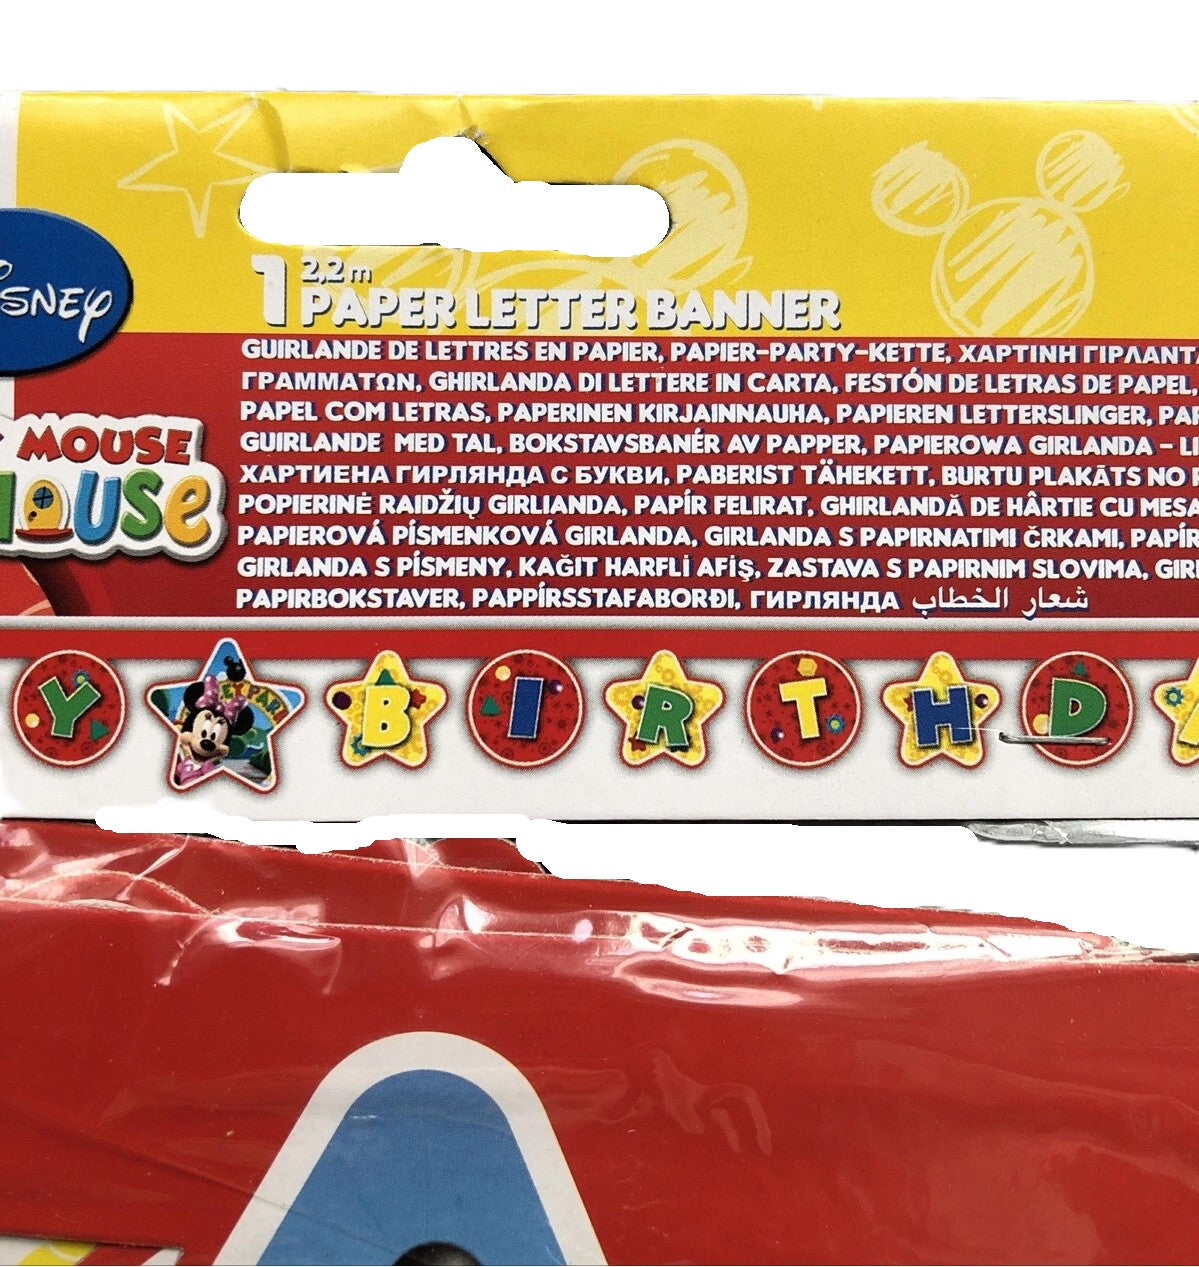 DISNEY
MOUSE
HOUSE
1 2,2 m
PAPER LETTER BANNER
GUIRLANDE DE LETTRES EN PAPIER, PAPIER-PARTY-KETTE, ΧΑΡΤΙΝΗ ΓΙΡΛΑΝΤΑ
ΓΡΑΜΜΑΤΩΝ, GHIRLANDA DI LETTERE IN CARTA, FESTÓN DE LETRAS DE PAPEL,
PAPEL COM LETRAS, PAPERINEN KIRJAINNAUHA, PAPIEREN LETTERSLINGER,
GUIRLANDE MED TAL, BOKSTAVSBANÉR AV PAPPER, PAPIEROWA GIRLANDA –
ХАРТИЕНА ГИРЛЯНДА С БУКВИ, PABERIST TÄHEKETT, BURTU PLAKĀTS NO
POPIERINĖ RAIDŽIŲ GIRLIANDA, PAPÍR FELIRAT, GHIRLANDĂ DE HÂRTIE CU
PAPIEROVÁ PÍSMENKOVÁ GIRLANDA, GIRLANDA S PAPIRNATIMI ČRKAMI,
GIRLANDA S PÍSMENY, KAĞIT HARFLİ AFİŞ, ZASTAVA S PAPIRNIM SLOVIMA,
PAPIRBOKSTAVER, PAPPÍRSSTAFABORÐI, ГИРЛЯНДА شعار الخطاب
Y BIRTHDA